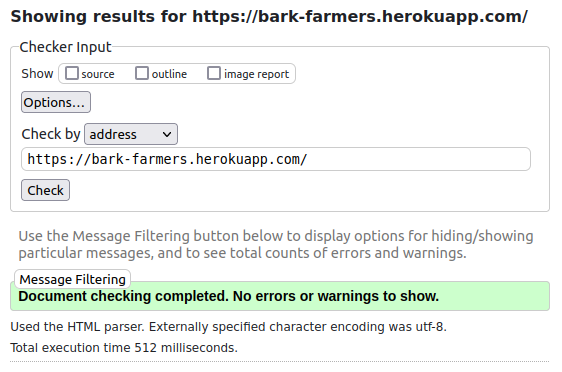 Showing results for https://bark-farmers.herokuapp.com/
Checker Input
Show source outline image report
Options...
Check by address
https://bark-farmers.herokuapp.com/
Check
Use the Message Filtering button below to display options for hiding/showing
particular messages, and to see total counts of errors and warnings.
Message Filtering
Document checking completed. No errors or warnings to show.
Used the HTML parser. Externally specified character encoding was utf-8.
Total execution time 512 milliseconds.